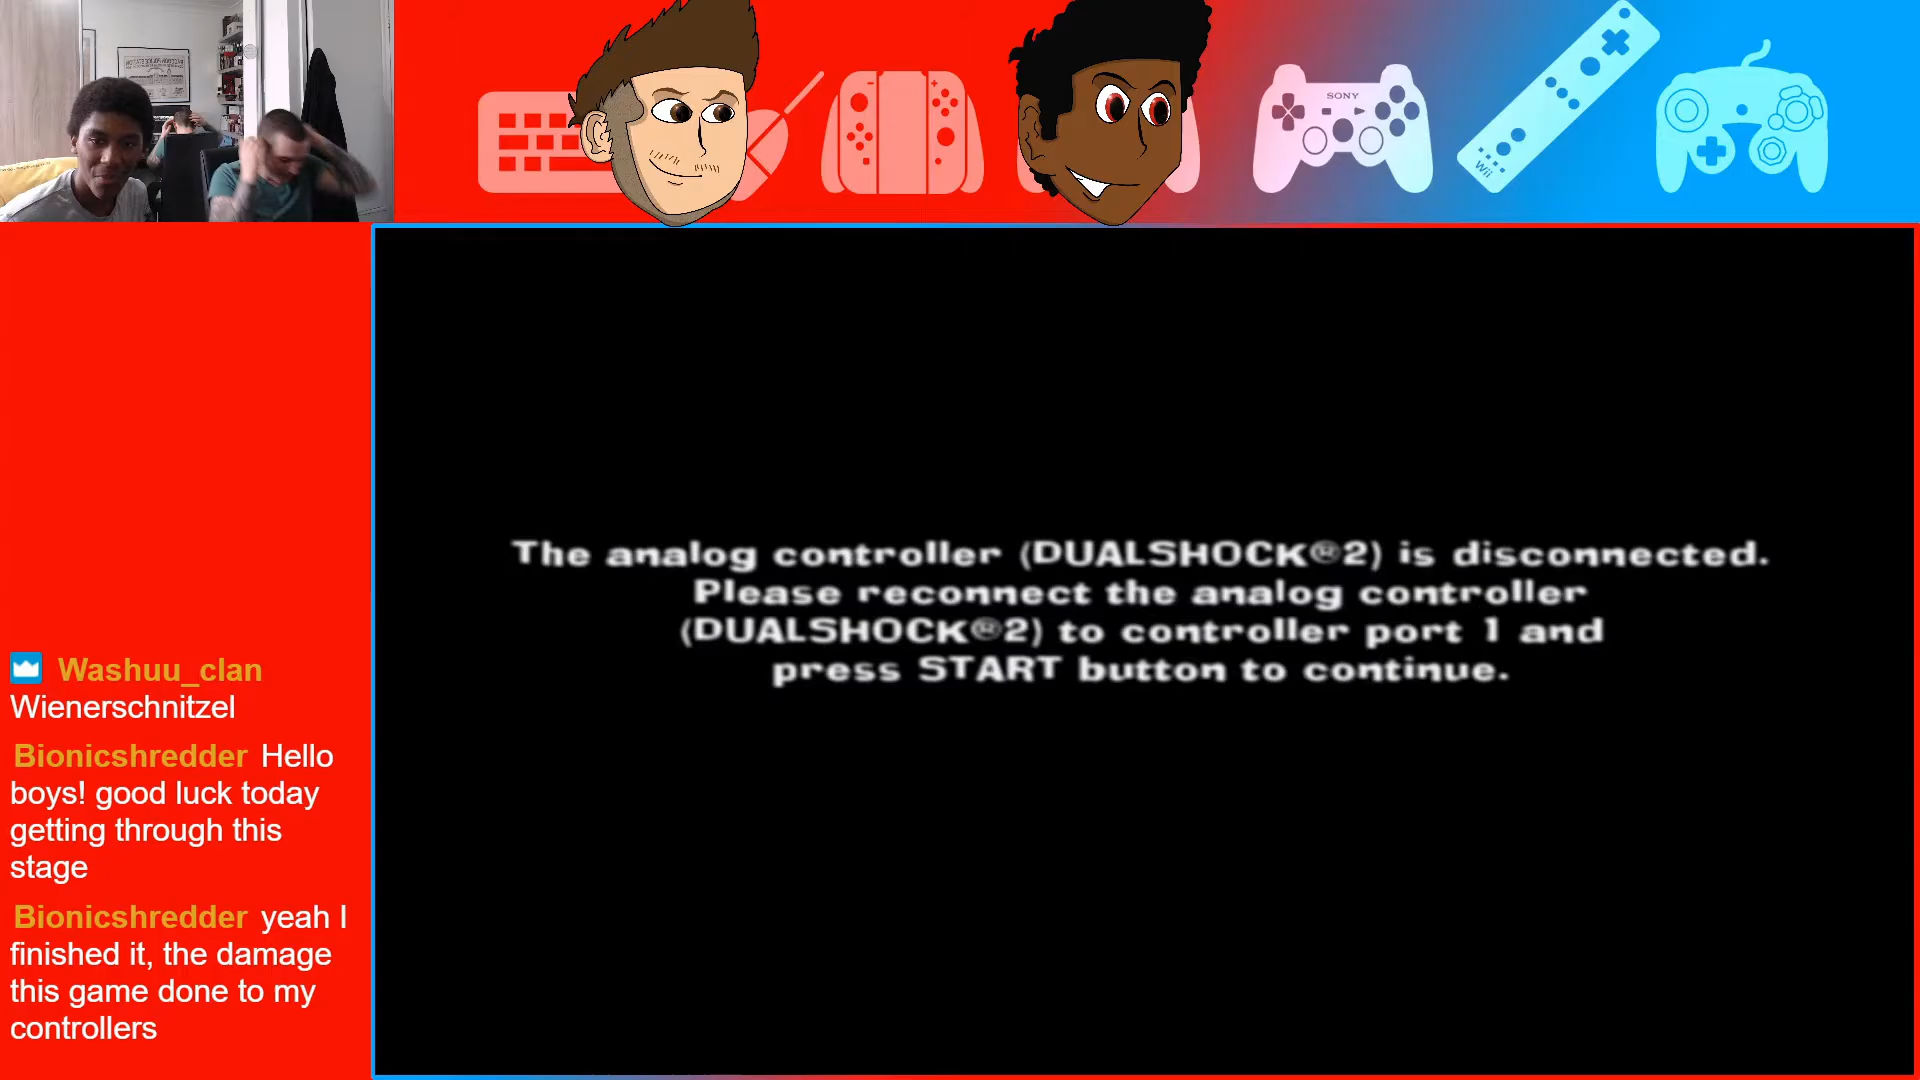 SONY
Wii
The analog controller (DUALSHOCK®2) is disconnected.
Please reconnect the analog controller
(DUALSHOCK®2) to controller port 1 and
press START button to continue.
Washuu_clan
Wienerschnitzel
Bionicshredder Hello
boys! good luck today
getting through this
stage
Bionicshredder yeah I
finished it, the damage
this game done to my
controllers